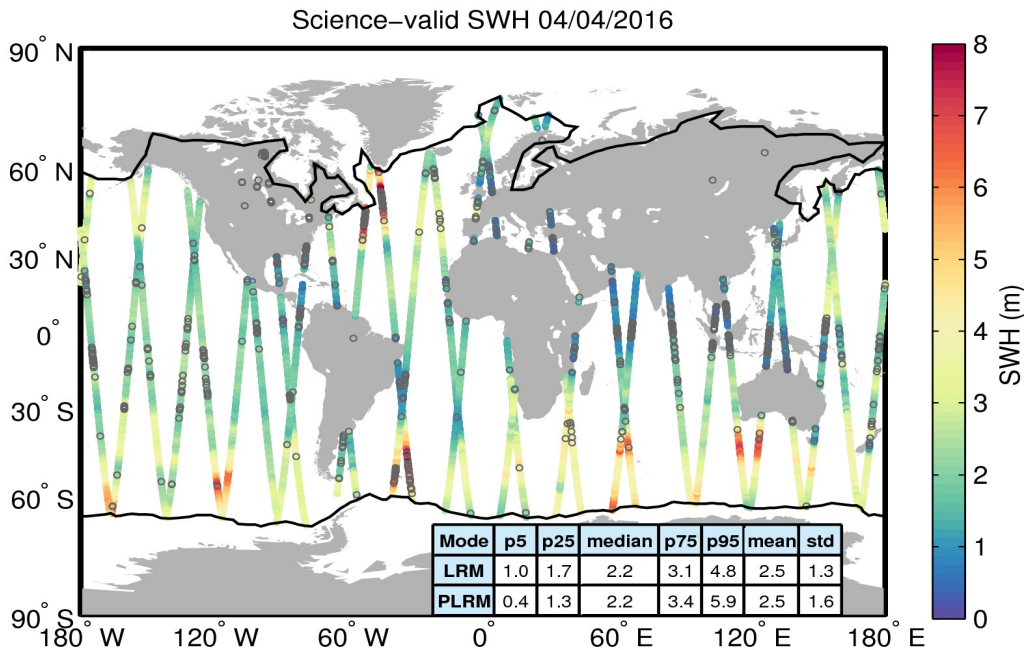 Science–valid SWH 04/04/2016
90° N
60° N
30° N
0°
30° S
60° S
90° S
180° W
120° W
60° W
0°
60° E
120° E
180° E
8
7
6
5
4
3
2
1
0
SWH (m)
Mode p5 p25 median p75 p95 mean std
LRM 1.0 1.7 2.2 3.1 4.8 2.5 1.3
PLRM 0.4 1.3 2.2 3.4 5.9 2.5 1.6